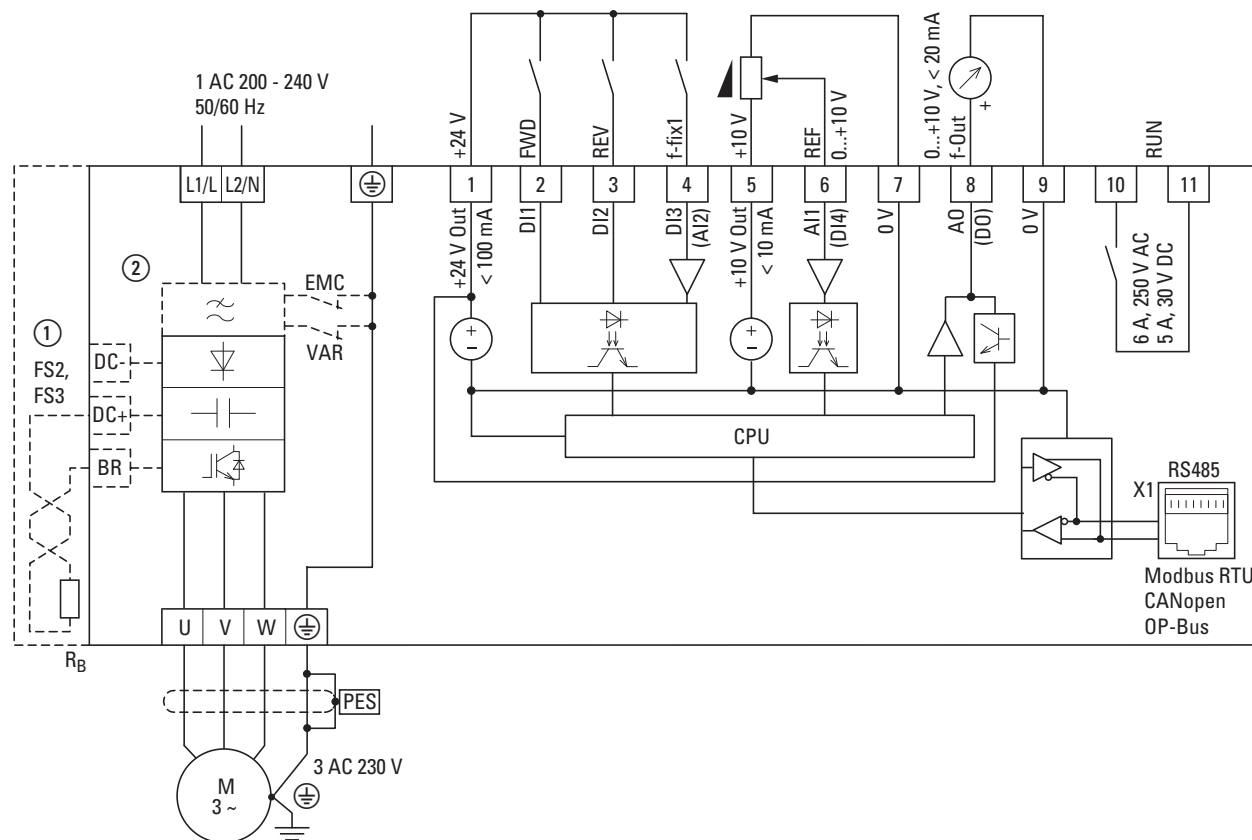 1 AC 200 - 240 V
50/60 Hz
+24 V
FWD
REV
f-fix1
+10 V
REF
0...+10 V
0...+10 V, < 20 mA
f-Out
+
RUN
L1/L
L2/N
1
2
3
4
5
6
7
8
9
10
11
+24 V Out
< 100 mA
DI1
DI2
DI3
(AI2)
+10 V Out
< 10 mA
AI1
(DI4)
0 V
AO
(DO)
0 V
6 A, 250 V AC
5 A, 30 V DC
2
EMC
VAR
1
FS2,
FS3
DC-
DC+
BR
+
-
+
-
CPU
X1
RS485
Modbus RTU
CANopen
OP-Bus
U
V
W
RB
PES
3 AC 230 V
M
3 ~